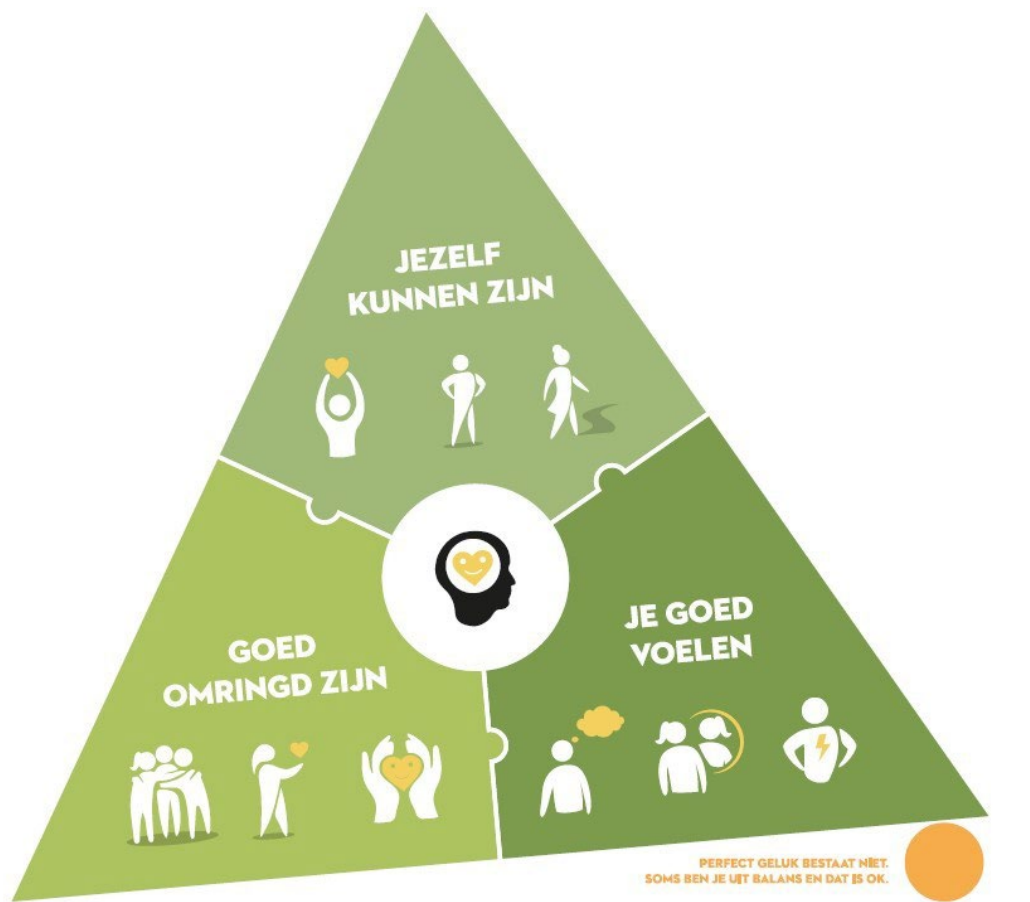 JEZELF
KUNNEN ZIJN
GOED
OMRINGD ZIJN
JE GOED
VOELEN
PERFECT GELUK BESTAAT NIET.
SOMS BEN JE UIT BALANS EN DAT IS OK.